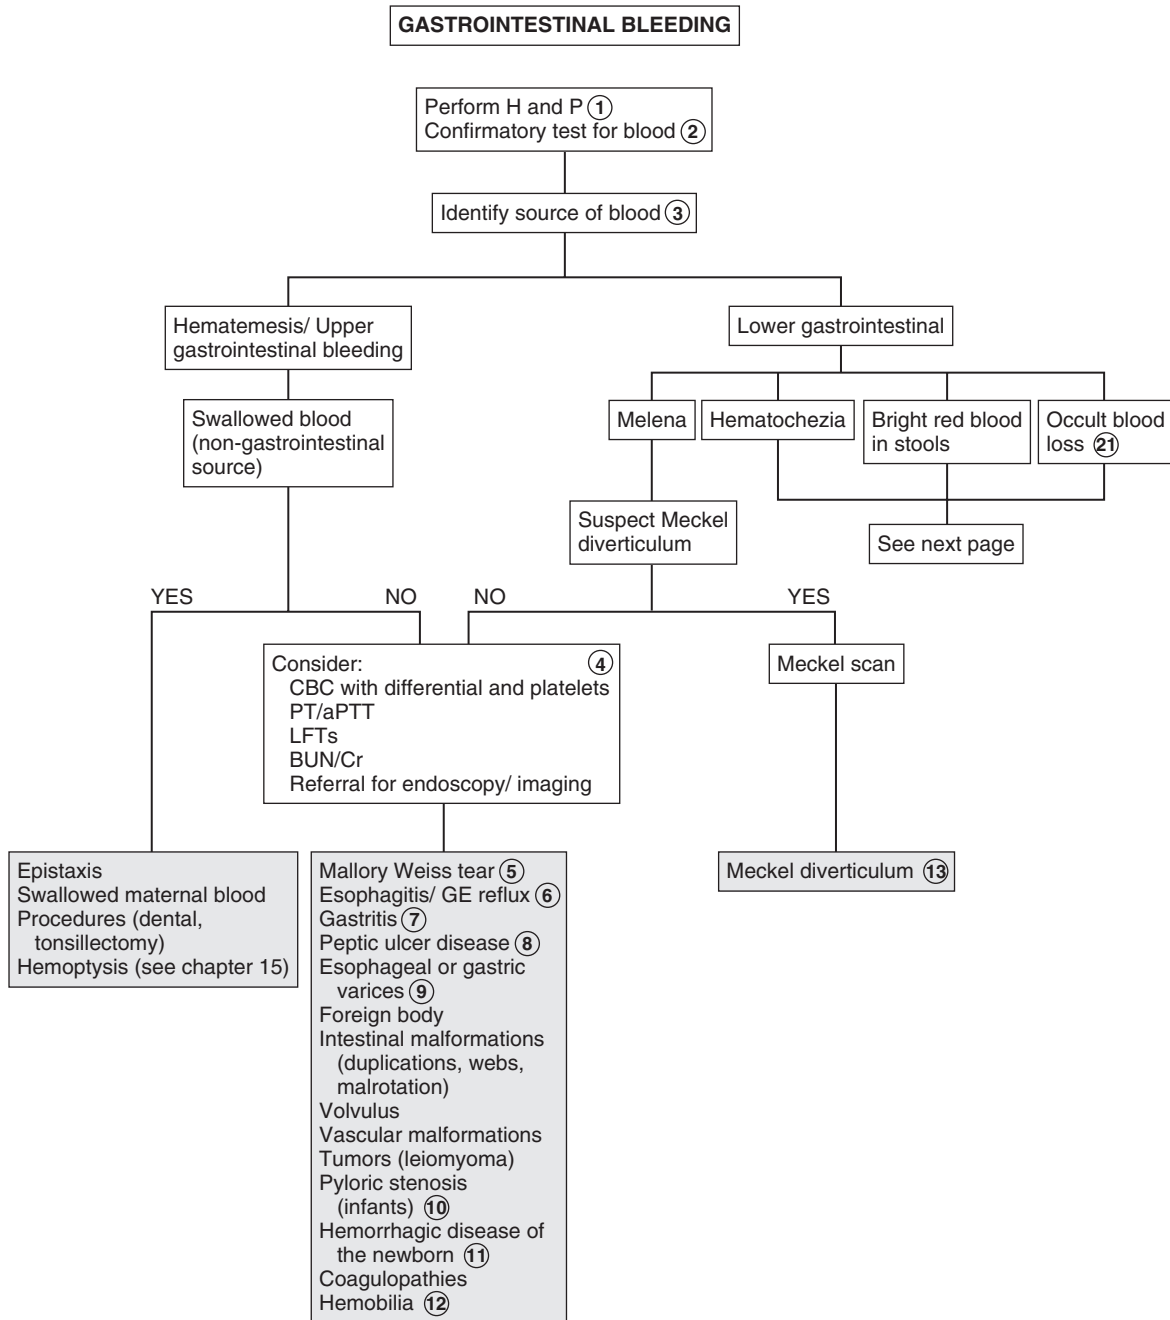 GASTROINTESTINAL BLEEDING
Perform H and P 1
Confirmatory test for blood 2
Identify source of blood 3
Hematemesis/ Upper
gastrointestinal bleeding
Lower gastrointestinal
Swallowed blood
(non-gastrointestinal
source)
Melena
Hematochezia
Bright red blood
in stools
Occult blood
loss 21
Suspect Meckel
diverticulum
See next page
YES
NO
NO
YES
Consider: 4
CBC with differential and platelets
PT/aPTT
LFTs
BUN/Cr
Referral for endoscopy/ imaging
Meckel scan
Epistaxis
Swallowed maternal blood
Procedures (dental,
tonsillectomy)
Hemoptysis (see chapter 15)
Mallory Weiss tear 5
Esophagitis/ GE reflux 6
Gastritis 7
Peptic ulcer disease 8
Esophageal or gastric
varices 9
Foreign body
Intestinal malformations
(duplications, webs,
malrotation)
Volvulus
Vascular malformations
Tumors (leiomyoma)
Pyloric stenosis
(infants) 10
Hemorrhagic disease of
the newborn 11
Coagulopathies
Hemobilia 12
Meckel diverticulum 13